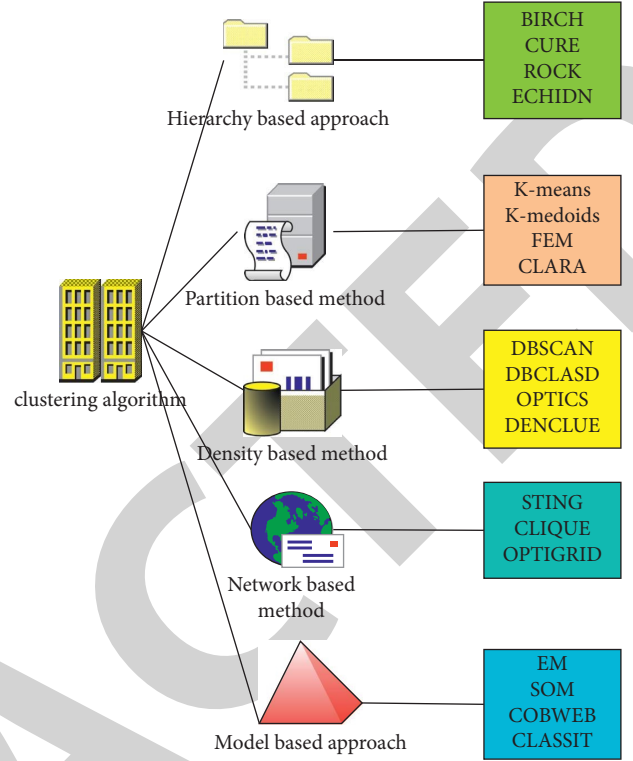 BIRCH
CURE
ROCK
ECHIDN
Hierarchy based approach
K-means
K-medoids
FEM
CLARA
Partition based method
clustering algorithm
DBSCAN
DBCLASD
OPTICS
DENCLUE
Density based method
STING
CLIQUE
OPTIGRID
Network based
method
EM
SOM
COBWEB
CLASSIT
Model based approach